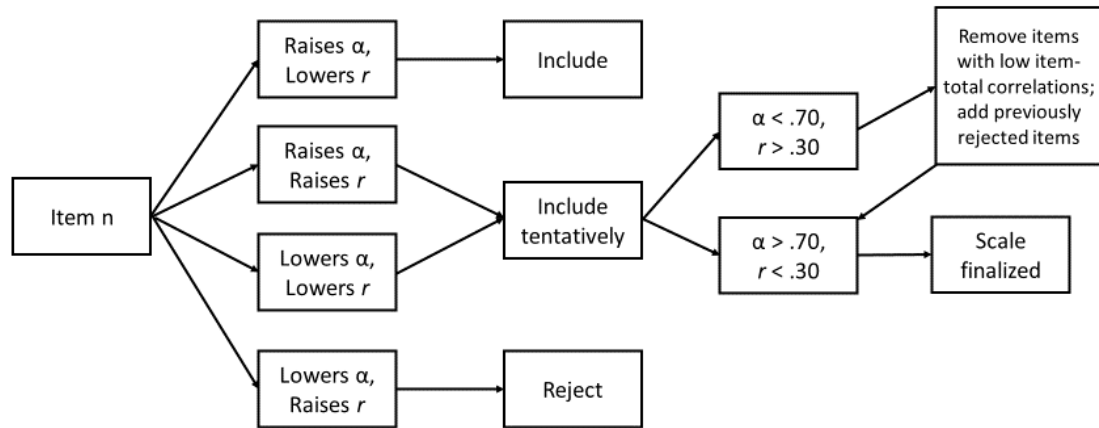 Item n
Raises α,
Lowers r
Raises α,
Raises r
Lowers α,
Lowers r
Lowers α,
Raises r
Include
Include
tentatively
Reject
α < .70,
r > .30
α > .70,
r < .30
Remove items
with low item-
total correlations;
add previously
rejected items
Scale
finalized